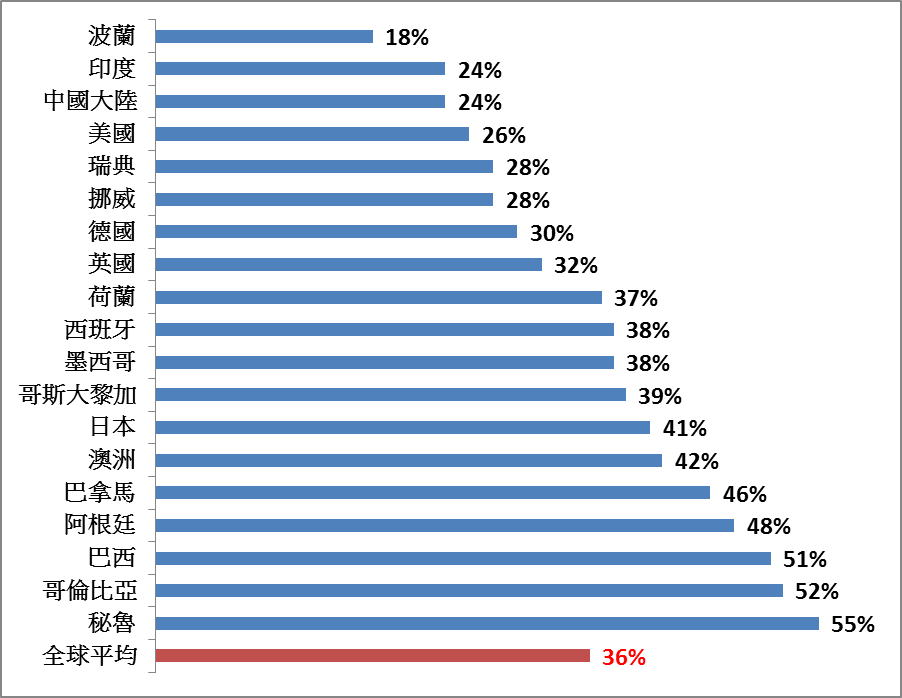 波蘭 18%
印度 24%
中國大陸 24%
美國 26%
瑞典 28%
挪威 28%
德國 30%
英國 32%
荷蘭 37%
西班牙 38%
墨西哥 38%
哥斯大黎加 39%
日本 41%
澳洲 42%
巴拿馬 46%
阿根廷 48%
巴西 51%
哥倫比亞 52%
秘魯 55%
全球平均 36%